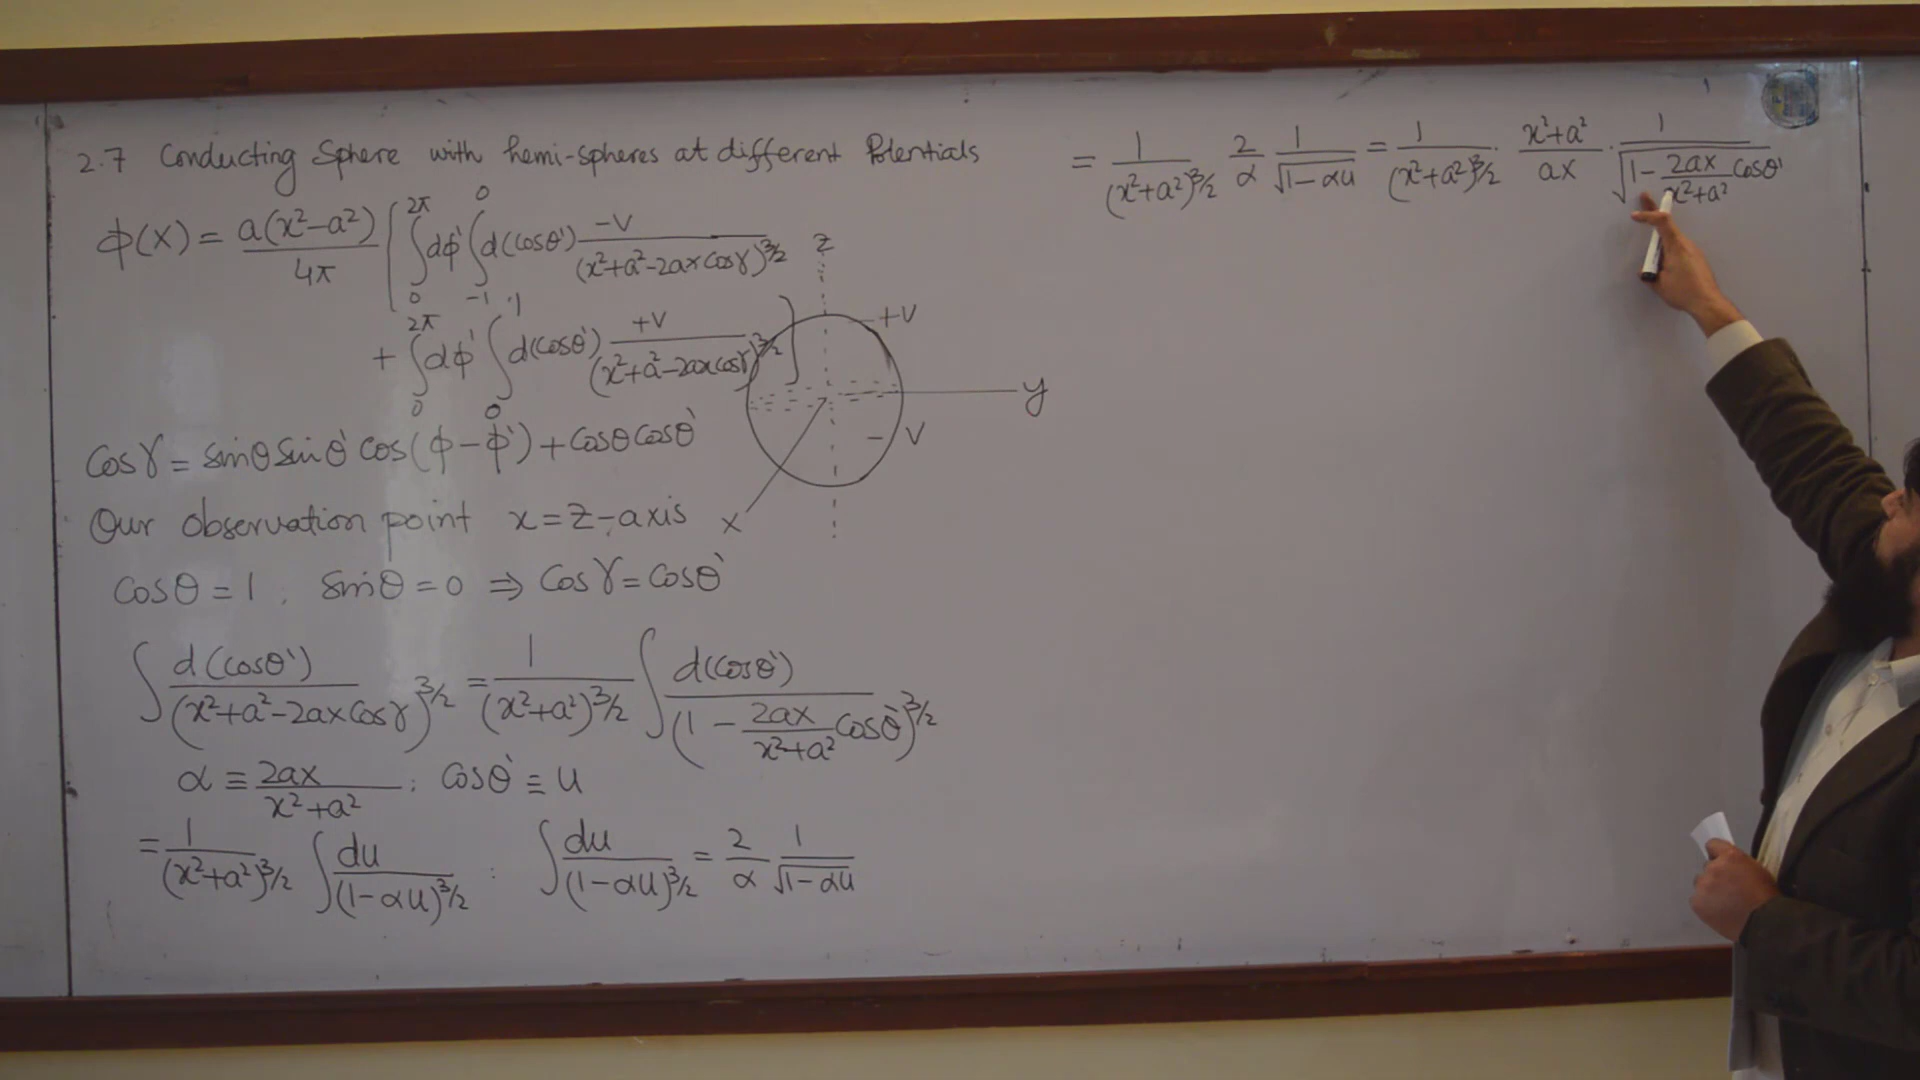 2.7 Conducting Sphere with hemi-spheres at different Potentials
ϕ(x) = a(x²-a²)/4π [ ∫₀^2π dϕ' ∫₋₁^0 d(cosθ') -V/(x²+a²-2ax cosγ)^3/2
+ ∫₀^2π dϕ' ∫₀^1 d(cosθ') +V/(x²+a²-2ax cosγ)^3/2 ]
Cosγ = sinθ sinθ' cos(ϕ-ϕ') + cosθ cosθ'
Our observation point x = z-axis
cosθ = 1 , sinθ = 0 ⇒ Cosγ = Cosθ'
∫ d(cosθ')/(x²+a²-2ax cosγ)^3/2 = 1/(x²+a²)^3/2 ∫ d(cosθ')/(1 - 2ax/(x²+a²) cosθ')^3/2
α ≡ 2ax/(x²+a²) ; cosθ' ≡ u
= 1/(x²+a²)^3/2 ∫ du/(1-αu)^3/2 : ∫ du/(1-αu)^3/2 = 2/α 1/√(1-αu)
z
+V
y
-V
x
= 1/(x²+a²)^3/2 2/α 1/√(1-αu) = 1/(x²+a²)^3/2 · (x²+a²)/ax · 1/√(1 - 2ax/(x²+a²) cosθ')